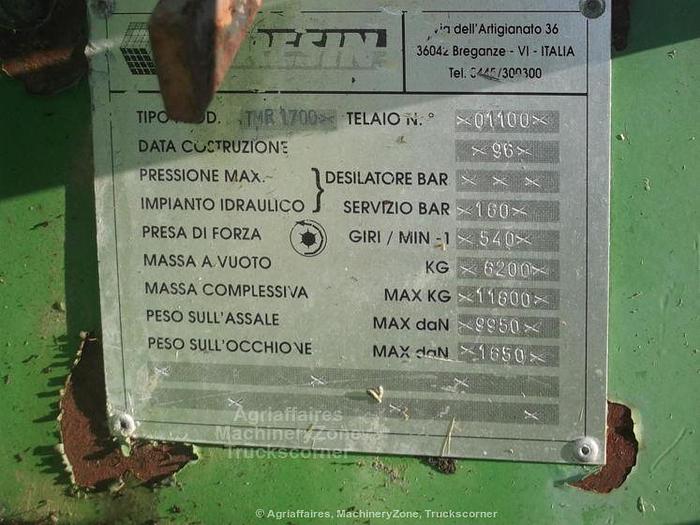 RESIN
via dell'Artigianato 36
36042 Breganze - VI - ITALIA
Tel. 0445/300300
TIPO MOD. TMR 1700 × TELAIO N.° ×01100×
DATA COSTRUZIONE ×96×
PRESSIONE MAX. DESILATORE BAR × × ×
IMPIANTO IDRAULICO SERVIZIO BAR ×160×
PRESA DI FORZA GIRI / MIN -1 ×540×
MASSA A VUOTO KG ×6200×
MASSA COMPLESSIVA MAX KG ×11600×
PESO SULL'ASSALE MAX daN ×9950×
PESO SULL'OCCHIONE MAX daN ×1650×
Agriaffaires
MachineryZone
Truckscorner
© Agriaffaires, MachineryZone, Truckscorner